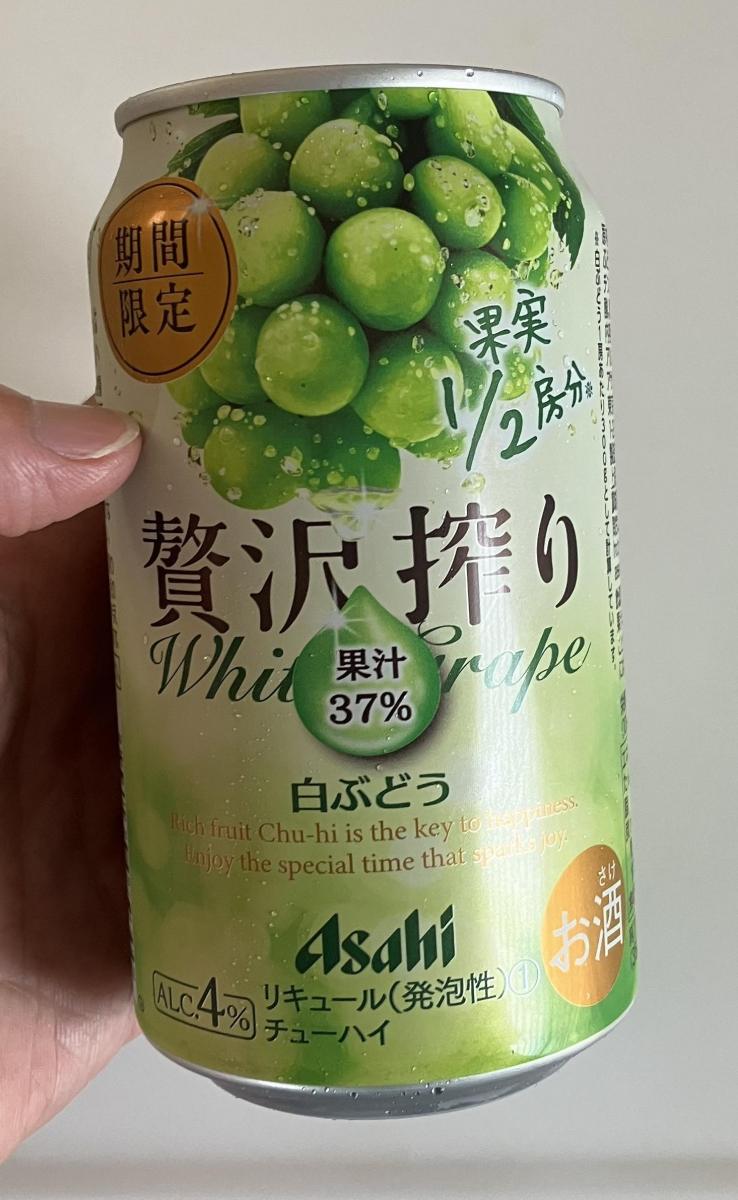 期間
限定
果実
1/2房分※
贅沢搾り
White Grape
果汁
37%
白ぶどう
Rich fruit Chu-hi is the key to happiness.
Enjoy the special time that sparks joy.
さけ
お酒
Asahi
ALC.4%
リキュール(発泡性)①
チューハイ